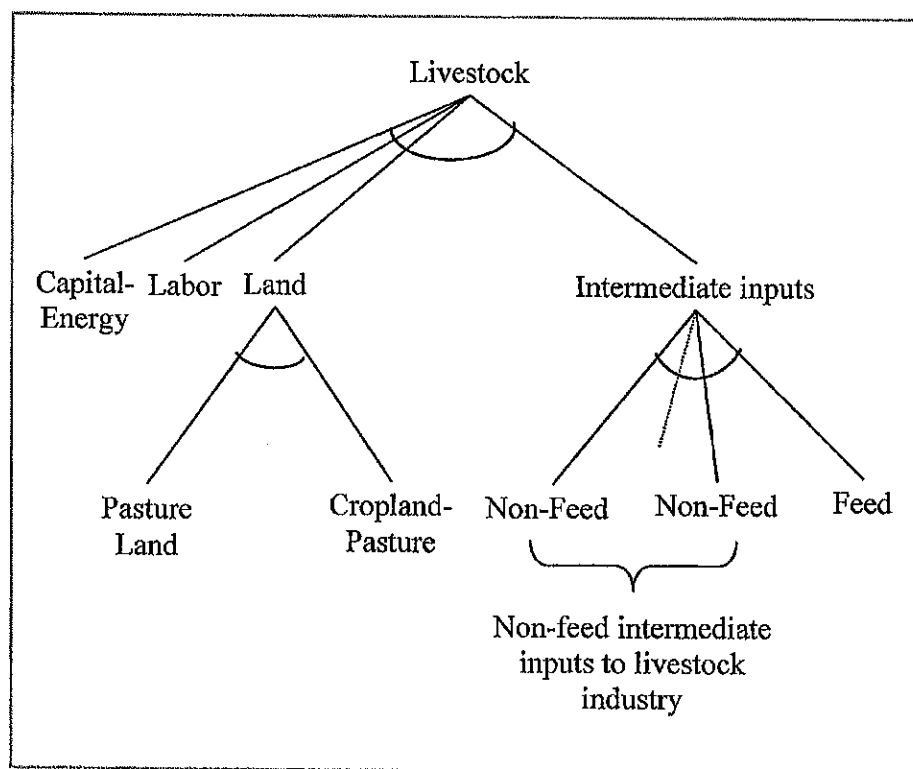 Livestock
Capital-
Energy
Labor
Land
Intermediate inputs
Pasture
Land
Cropland-
Pasture
Non-Feed
Non-Feed
Feed
Non-feed intermediate
inputs to livestock
industry